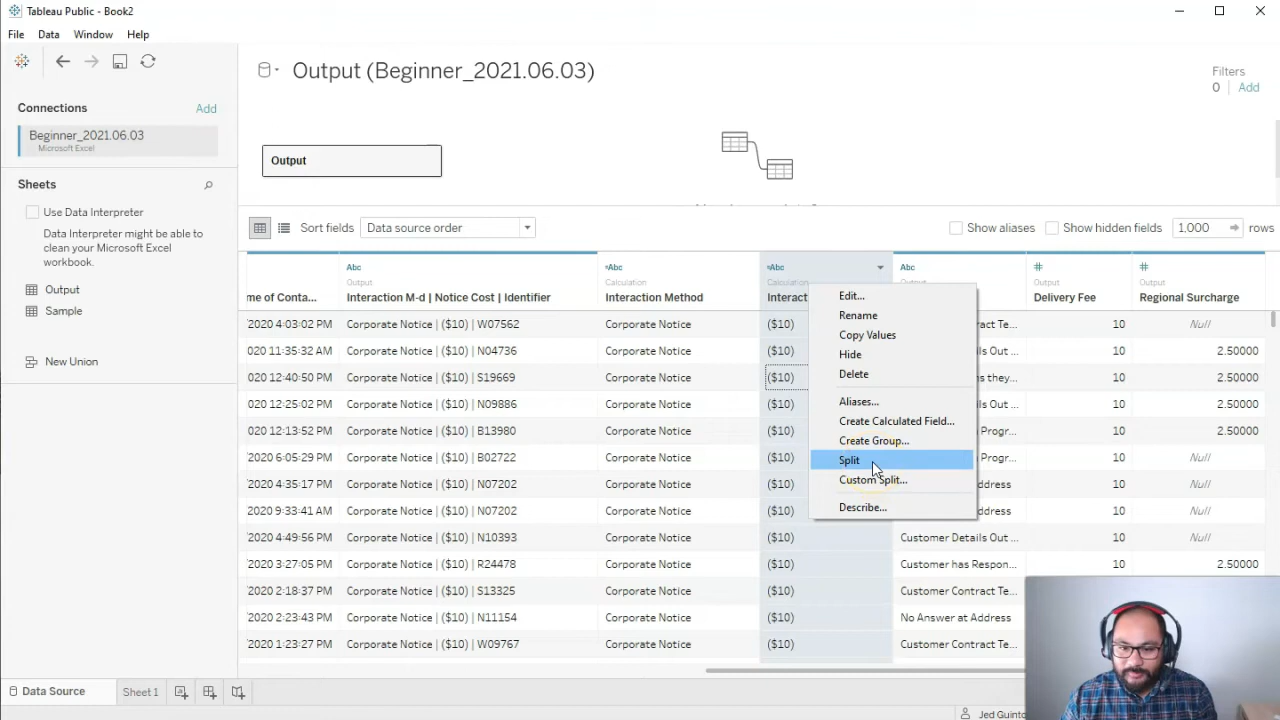 Tableau Public - Book2
File Data Window Help
Output (Beginner_2021.06.03)
Filters
0 Add
Connections Add
Beginner_2021.06.03
Microsoft Excel
Output
Sheets
Use Data Interpreter
Data Interpreter might be able to
clean your Microsoft Excel
workbook.
Output
Sample
New Union
Sort fields Data source order Show aliases Show hidden fields 1.000 rows
Abc Abc Abc Abc # #
Output Calculation Calculation Output Output
me of Conta... Interaction M-d | Notice Cost | Identifier Interaction Method Interact Delivery Fee Regional Surcharge
2020 4:03:02 PM Corporate Notice | ($10) | W07562 Corporate Notice ($10) ract Te... 10 Null
020 11:35:32 AM Corporate Notice | ($10) | N04736 Corporate Notice ($10) ls Out ... 10 2.50000
020 12:40:50 PM Corporate Notice | ($10) | S19669 Corporate Notice ($10) ns they... 10 2.50000
020 12:25:02 PM Corporate Notice | ($10) | N09886 Corporate Notice ($10) 10 2.50000
020 12:13:52 PM Corporate Notice | ($10) | B13980 Corporate Notice ($10) Progr... 10 2.50000
2020 6:05:29 PM Corporate Notice | ($10) | B02722 Corporate Notice ($10) Progr... 10 Null
2020 4:35:17 PM Corporate Notice | ($10) | N07202 Corporate Notice ($10) ddress 10 Null
2020 9:33:41 AM Corporate Notice | ($10) | N07202 Corporate Notice ($10) ddress 10 Null
2020 4:49:56 PM Corporate Notice | ($10) | N10393 Corporate Notice ($10) Customer Details Out ... 10 Null
2020 3:27:05 PM Corporate Notice | ($10) | R24478 Corporate Notice ($10) Customer has Respon... 10 2.50000
2020 2:18:37 PM Corporate Notice | ($10) | S13325 Corporate Notice ($10) Customer Contract Te...
2020 2:23:43 PM Corporate Notice | ($10) | N11154 Corporate Notice ($10) No Answer at Address
2020 1:23:27 PM Corporate Notice | ($10) | W09767 Corporate Notice ($10) Customer Contract Te...
Edit...
Rename
Copy Values
Hide
Delete
Aliases...
Create Calculated Field...
Create Group...
Split
Custom Split...
Describe...
Data Source Sheet 1
Jed Guinto